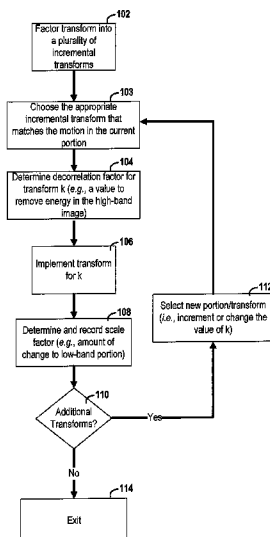 102
Factor transform into
a plurality of
incremental
transforms
103
Choose the appropriate
incremental transform that
matches the motion in the current
portion
104
Determine decorrelation factor for
transform k (e.g., a value to
remove energy in the high-band
image)
106
Implement transform
for k
108
Determine and record scale
factor (e.g., amount of
change to low-band portion)
110
Additional
Transforms?
Yes
112
Select new portion/transform
(i.e., increment or change the
value of k)
No
114
Exit